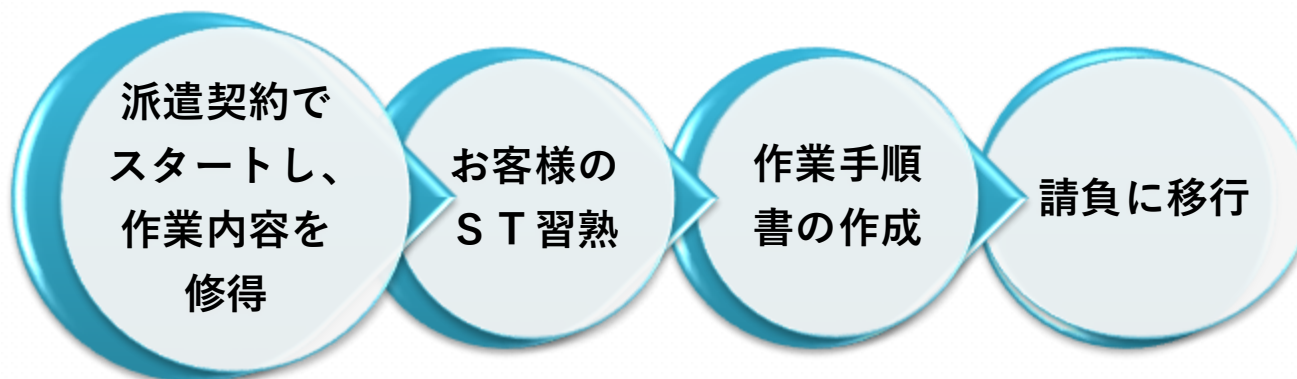 派遣契約で
スタートし、
作業内容を
修得
お客様の
ＳＴ習熟
作業手順
書の作成
請負に移行